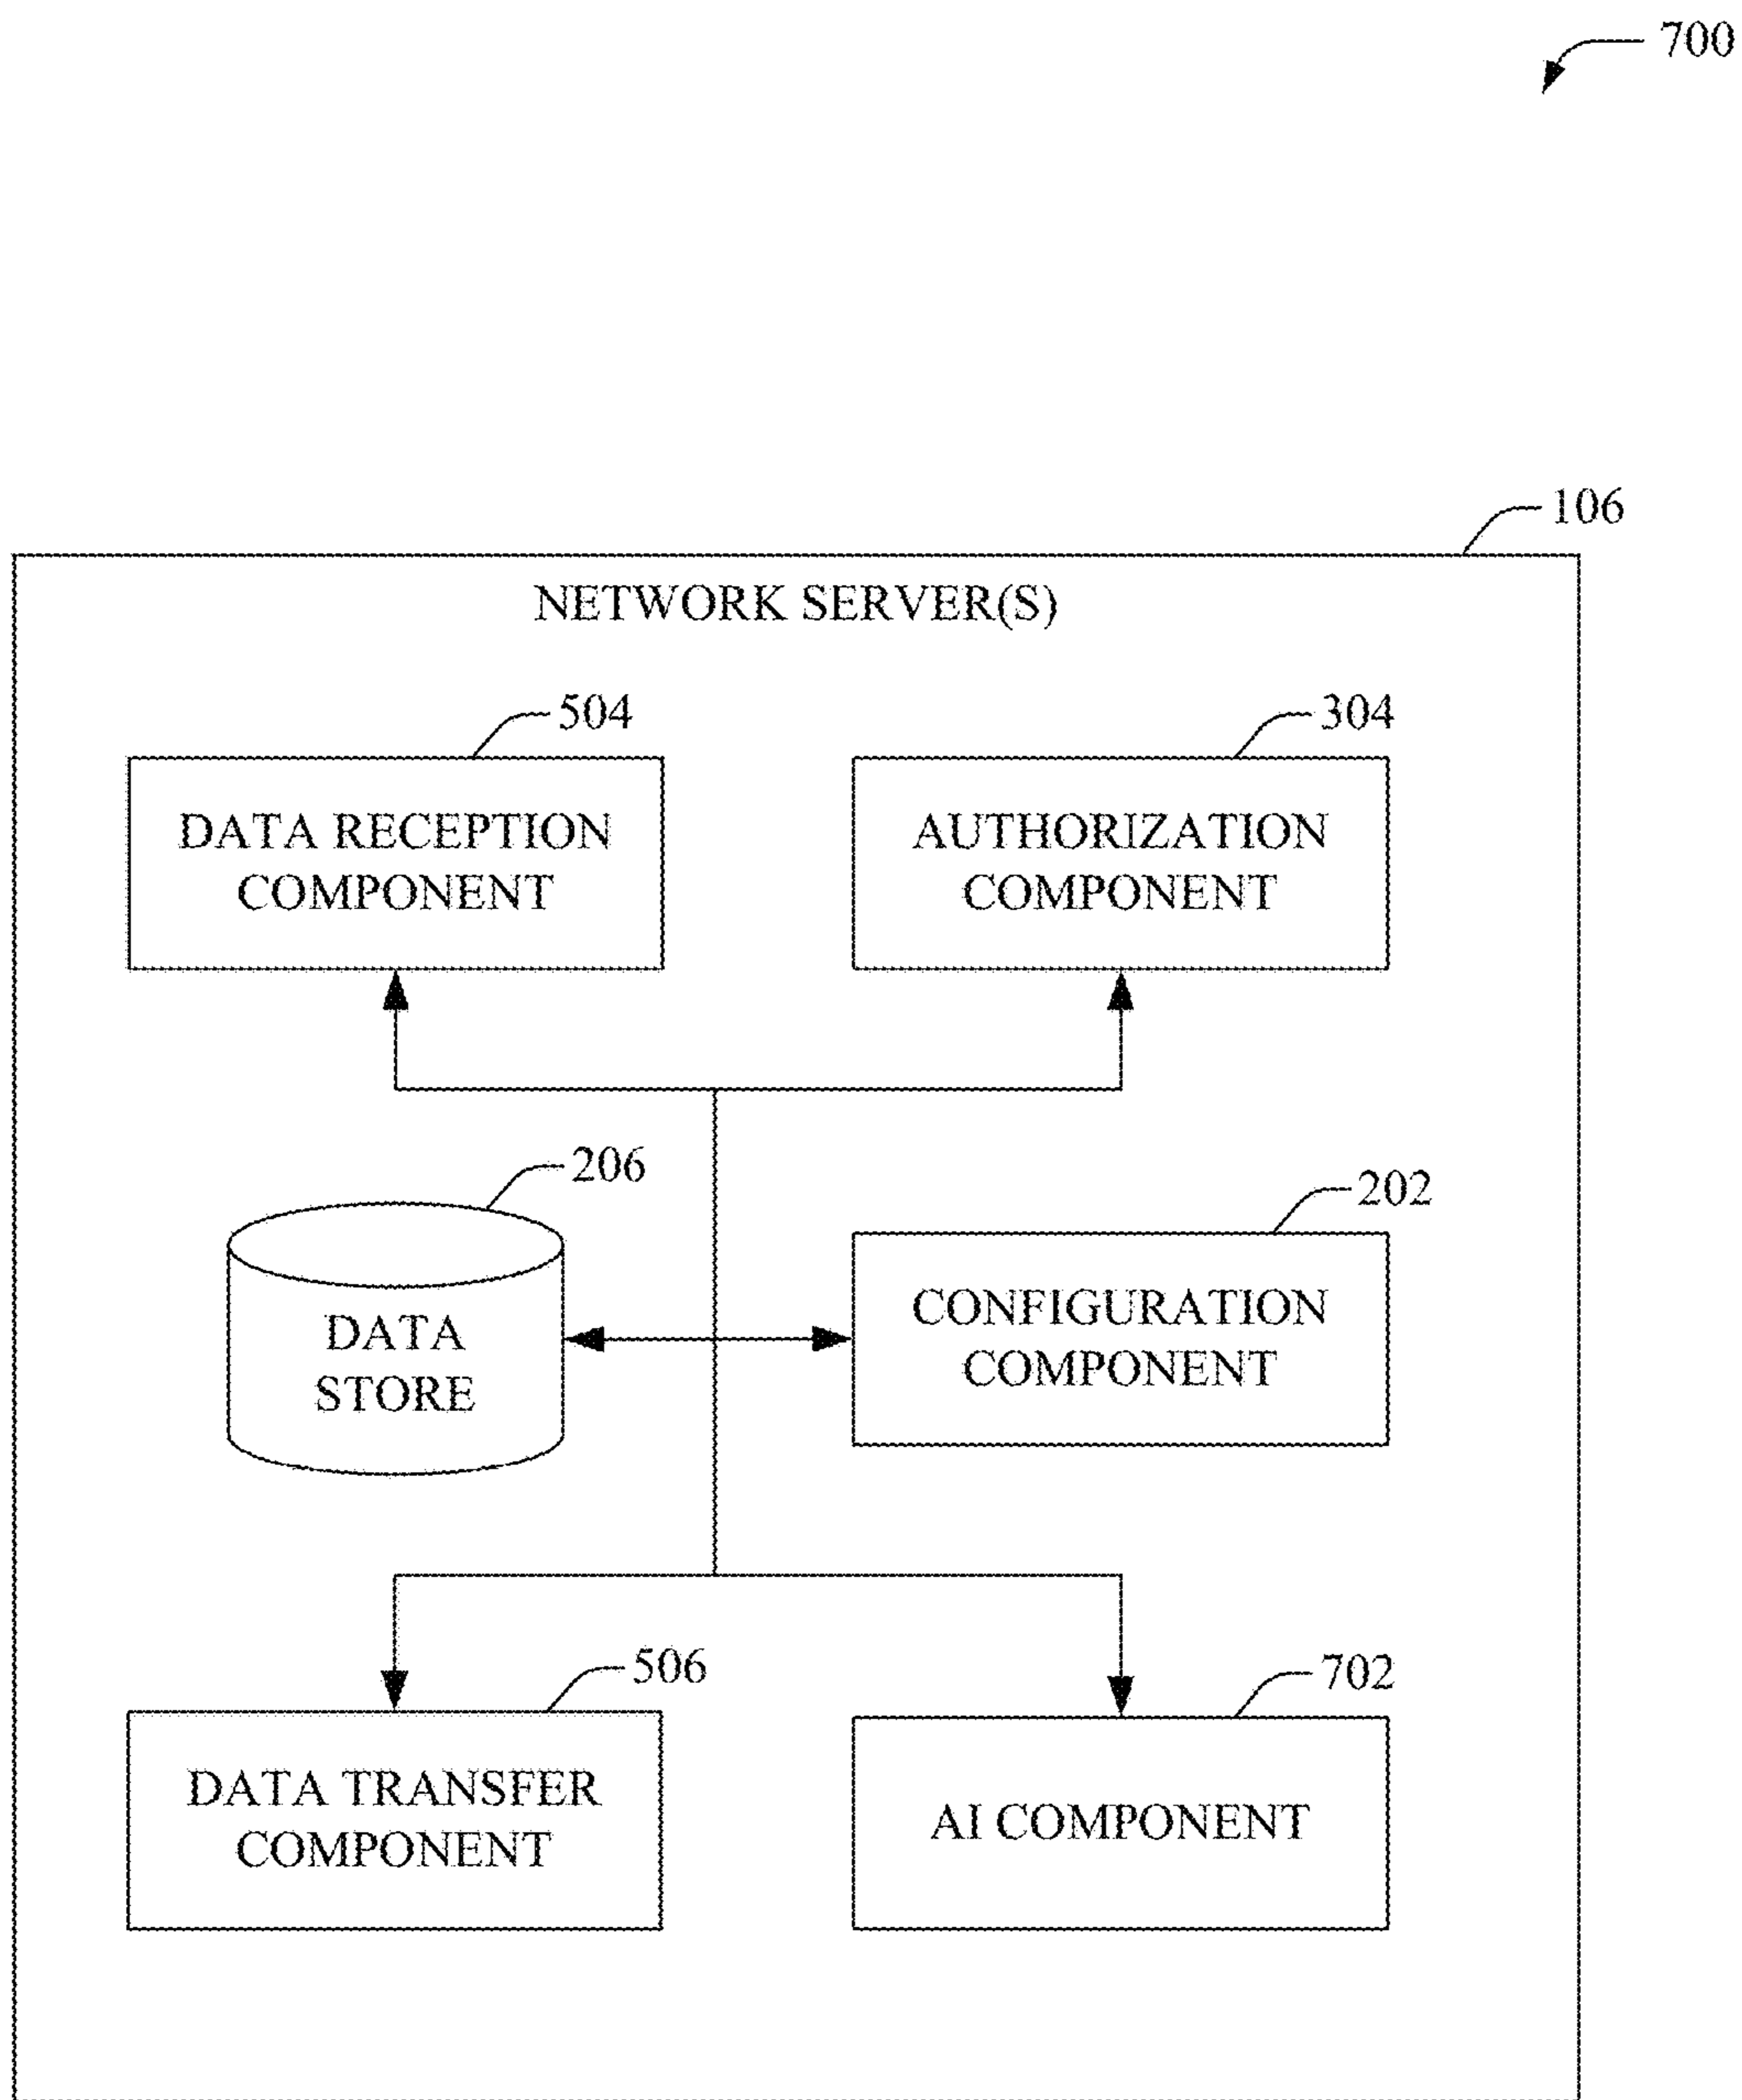 700
106
NETWORK SERVER(S)
504
304
DATA RECEPTION
COMPONENT
AUTHORIZATION
COMPONENT
206
202
DATA
STORE
CONFIGURATION
COMPONENT
506
702
DATA TRANSFER
COMPONENT
AI COMPONENT